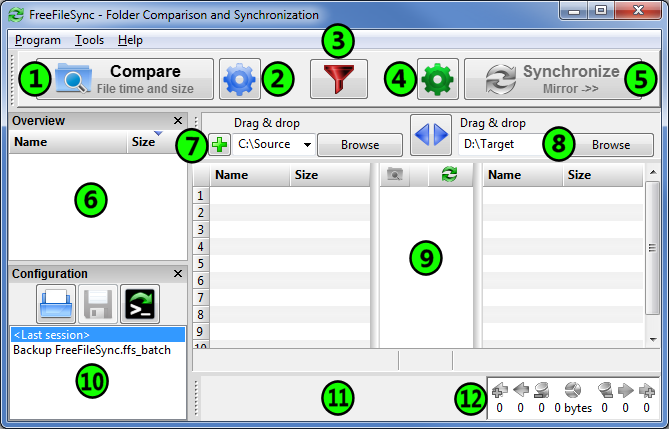 FreeFileSync - Folder Comparison and Synchronization
Program Tools Help
3
1 Compare
File time and size
2
4
Synchronize
Mirror ->>
5
Overview
Name Size
6
7
Drag & drop
C:\Source Browse
Drag & drop
D:\Target 8 Browse
Name Size
Name Size
1
2
3
4
5
6
7
8
9
10
9
Configuration
<Last session>
Backup FreeFileSync.ffs_batch
10
11
12
0 0 0 0 bytes 0 0 0